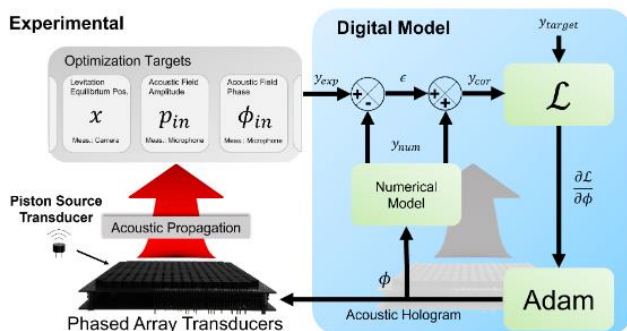 Experimental
Optimization Targets
Levitation
Equilibrium Pos.
x
Meas.: Camera
Acoustic Field
Amplitude
p_in
Meas.: Microphone
Acoustic Field
Phase
ϕ_in
Meas.: Microphone
Piston Source
Transducer
Acoustic Propagation
Phased Array Transducers
Digital Model
y_target
y_exp
+
-
ϵ
+
+
y_cor
ℒ
y_num
Numerical
Model
∂ℒ
∂ϕ
ϕ
Acoustic Hologram
Adam